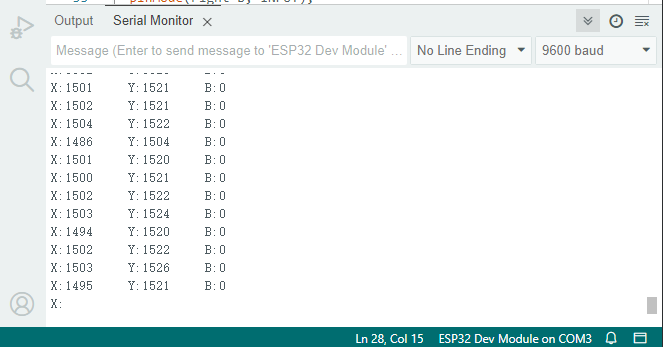 Output Serial Monitor
Message (Enter to send message to 'ESP32 Dev Module' ... No Line Ending 9600 baud
X:1501 Y:1521 B:0
X:1502 Y:1521 B:0
X:1504 Y:1522 B:0
X:1486 Y:1504 B:0
X:1501 Y:1520 B:0
X:1500 Y:1521 B:0
X:1502 Y:1522 B:0
X:1503 Y:1524 B:0
X:1494 Y:1520 B:0
X:1502 Y:1522 B:0
X:1503 Y:1526 B:0
X:1495 Y:1521 B:0
X:
Ln 28, Col 15 ESP32 Dev Module on COM3